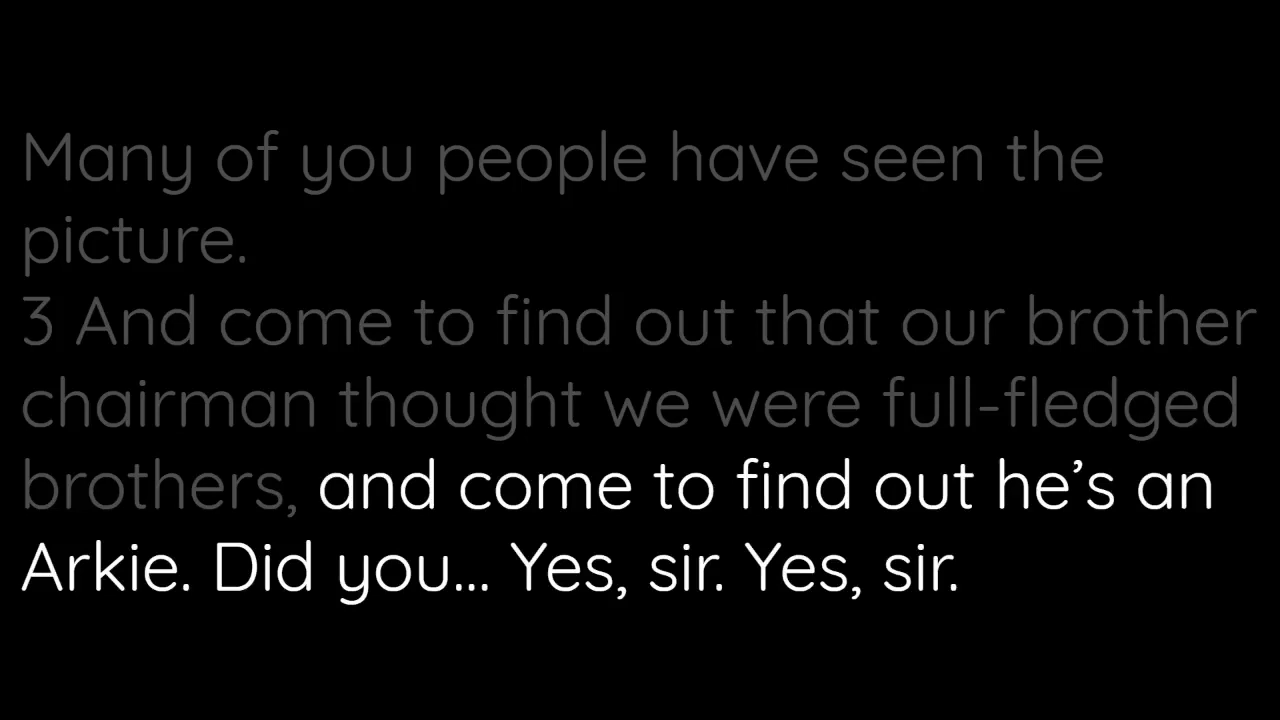 Many of you people have seen the
picture.
3 And come to find out that our brother
chairman thought we were full-fledged
brothers, and come to find out he’s an
Arkie. Did you... Yes, sir. Yes, sir.